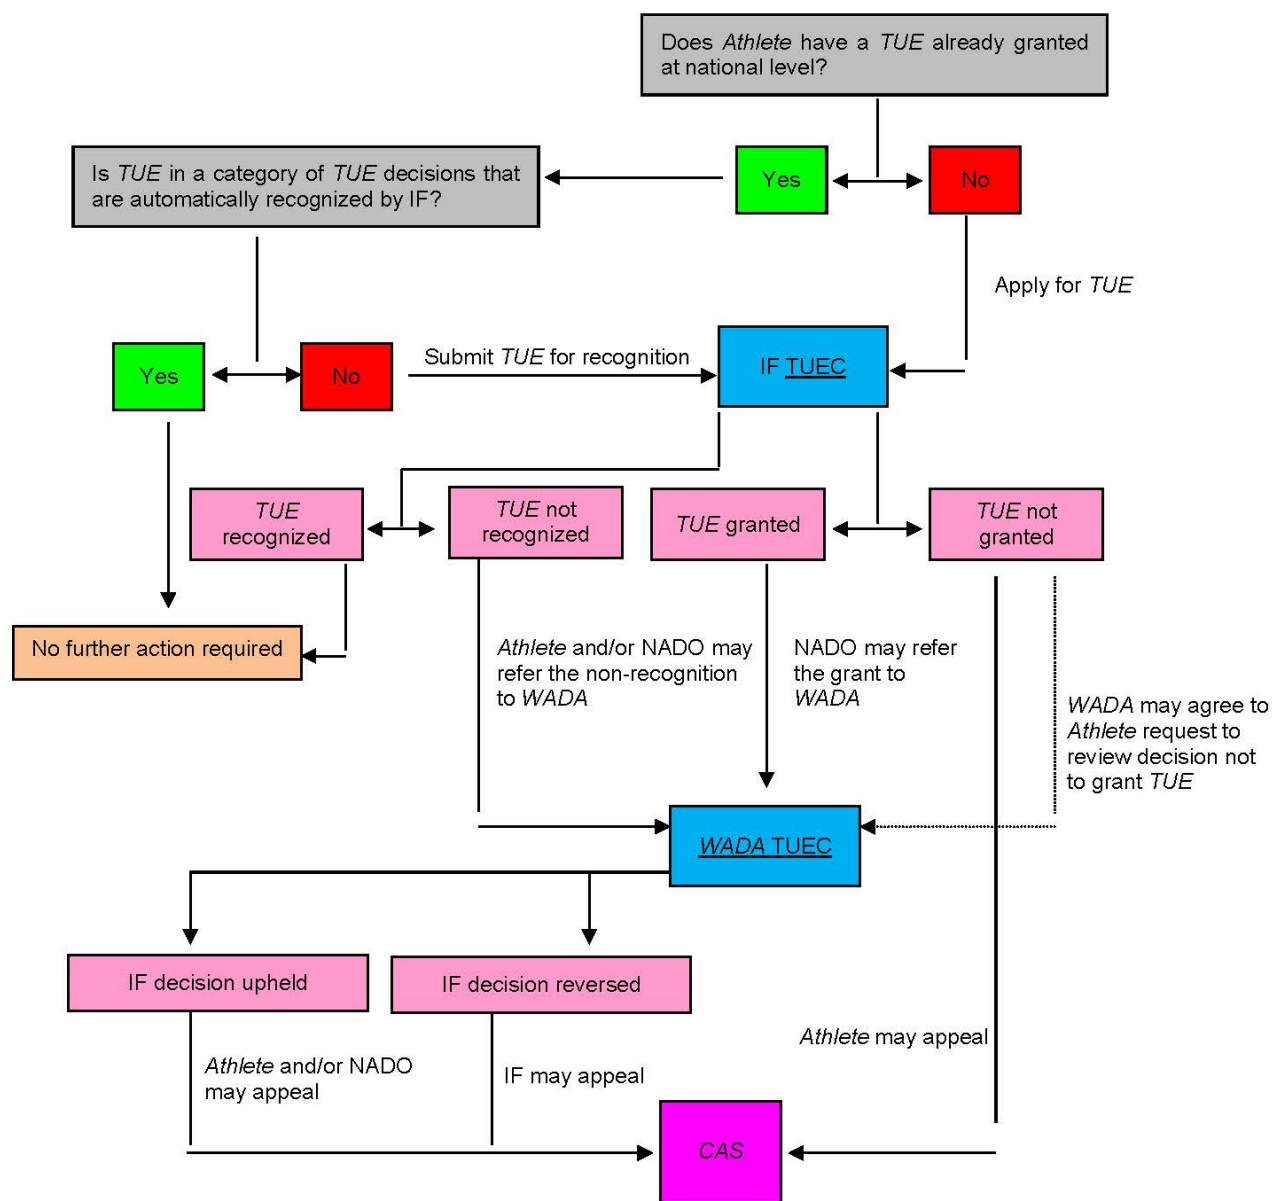 Does Athlete have a TUE already granted
at national level?
Is TUE in a category of TUE decisions that
are automatically recognized by IF?
Yes
No
Apply for TUE
Yes
No
Submit TUE for recognition
IF TUEC
TUE
recognized
TUE not
recognized
TUE granted
TUE not
granted
No further action required
Athlete and/or NADO may
refer the non-recognition
to WADA
NADO may refer
the grant to
WADA
WADA may agree to
Athlete request to
review decision not
to grant TUE
WADA TUEC
IF decision upheld
IF decision reversed
Athlete and/or NADO
may appeal
IF may appeal
Athlete may appeal
CAS